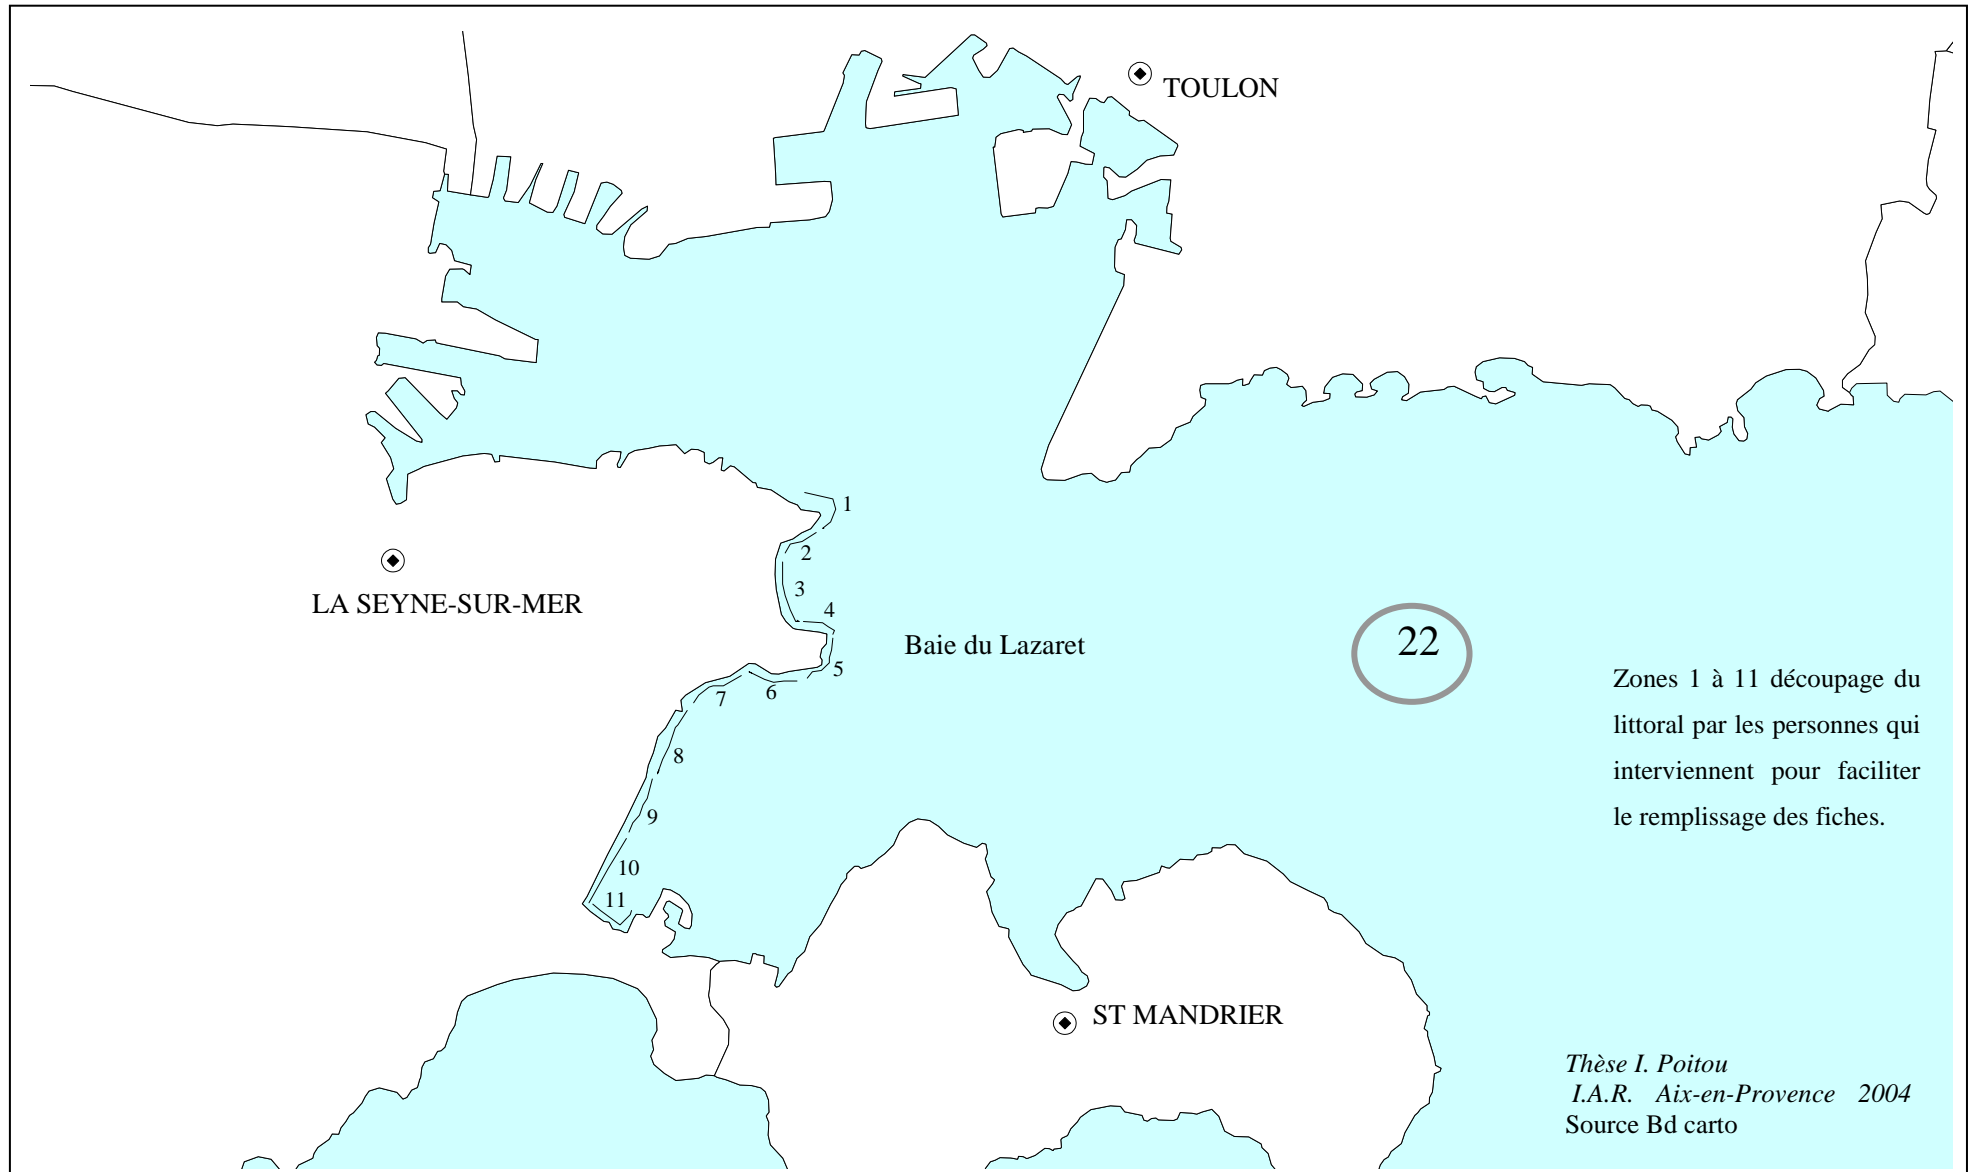 TOULON
1
2
LA SEYNE-SUR-MER
3
4
Baie du Lazaret
22
5
6
7
8
9
10
11
Zones 1 à 11 découpage du
littoral par les personnes qui
interviennent pour faciliter
le remplissage des fiches.
ST MANDRIER
Thèse I. Poitou
I.A.R. Aix-en-Provence 2004
Source Bd carto